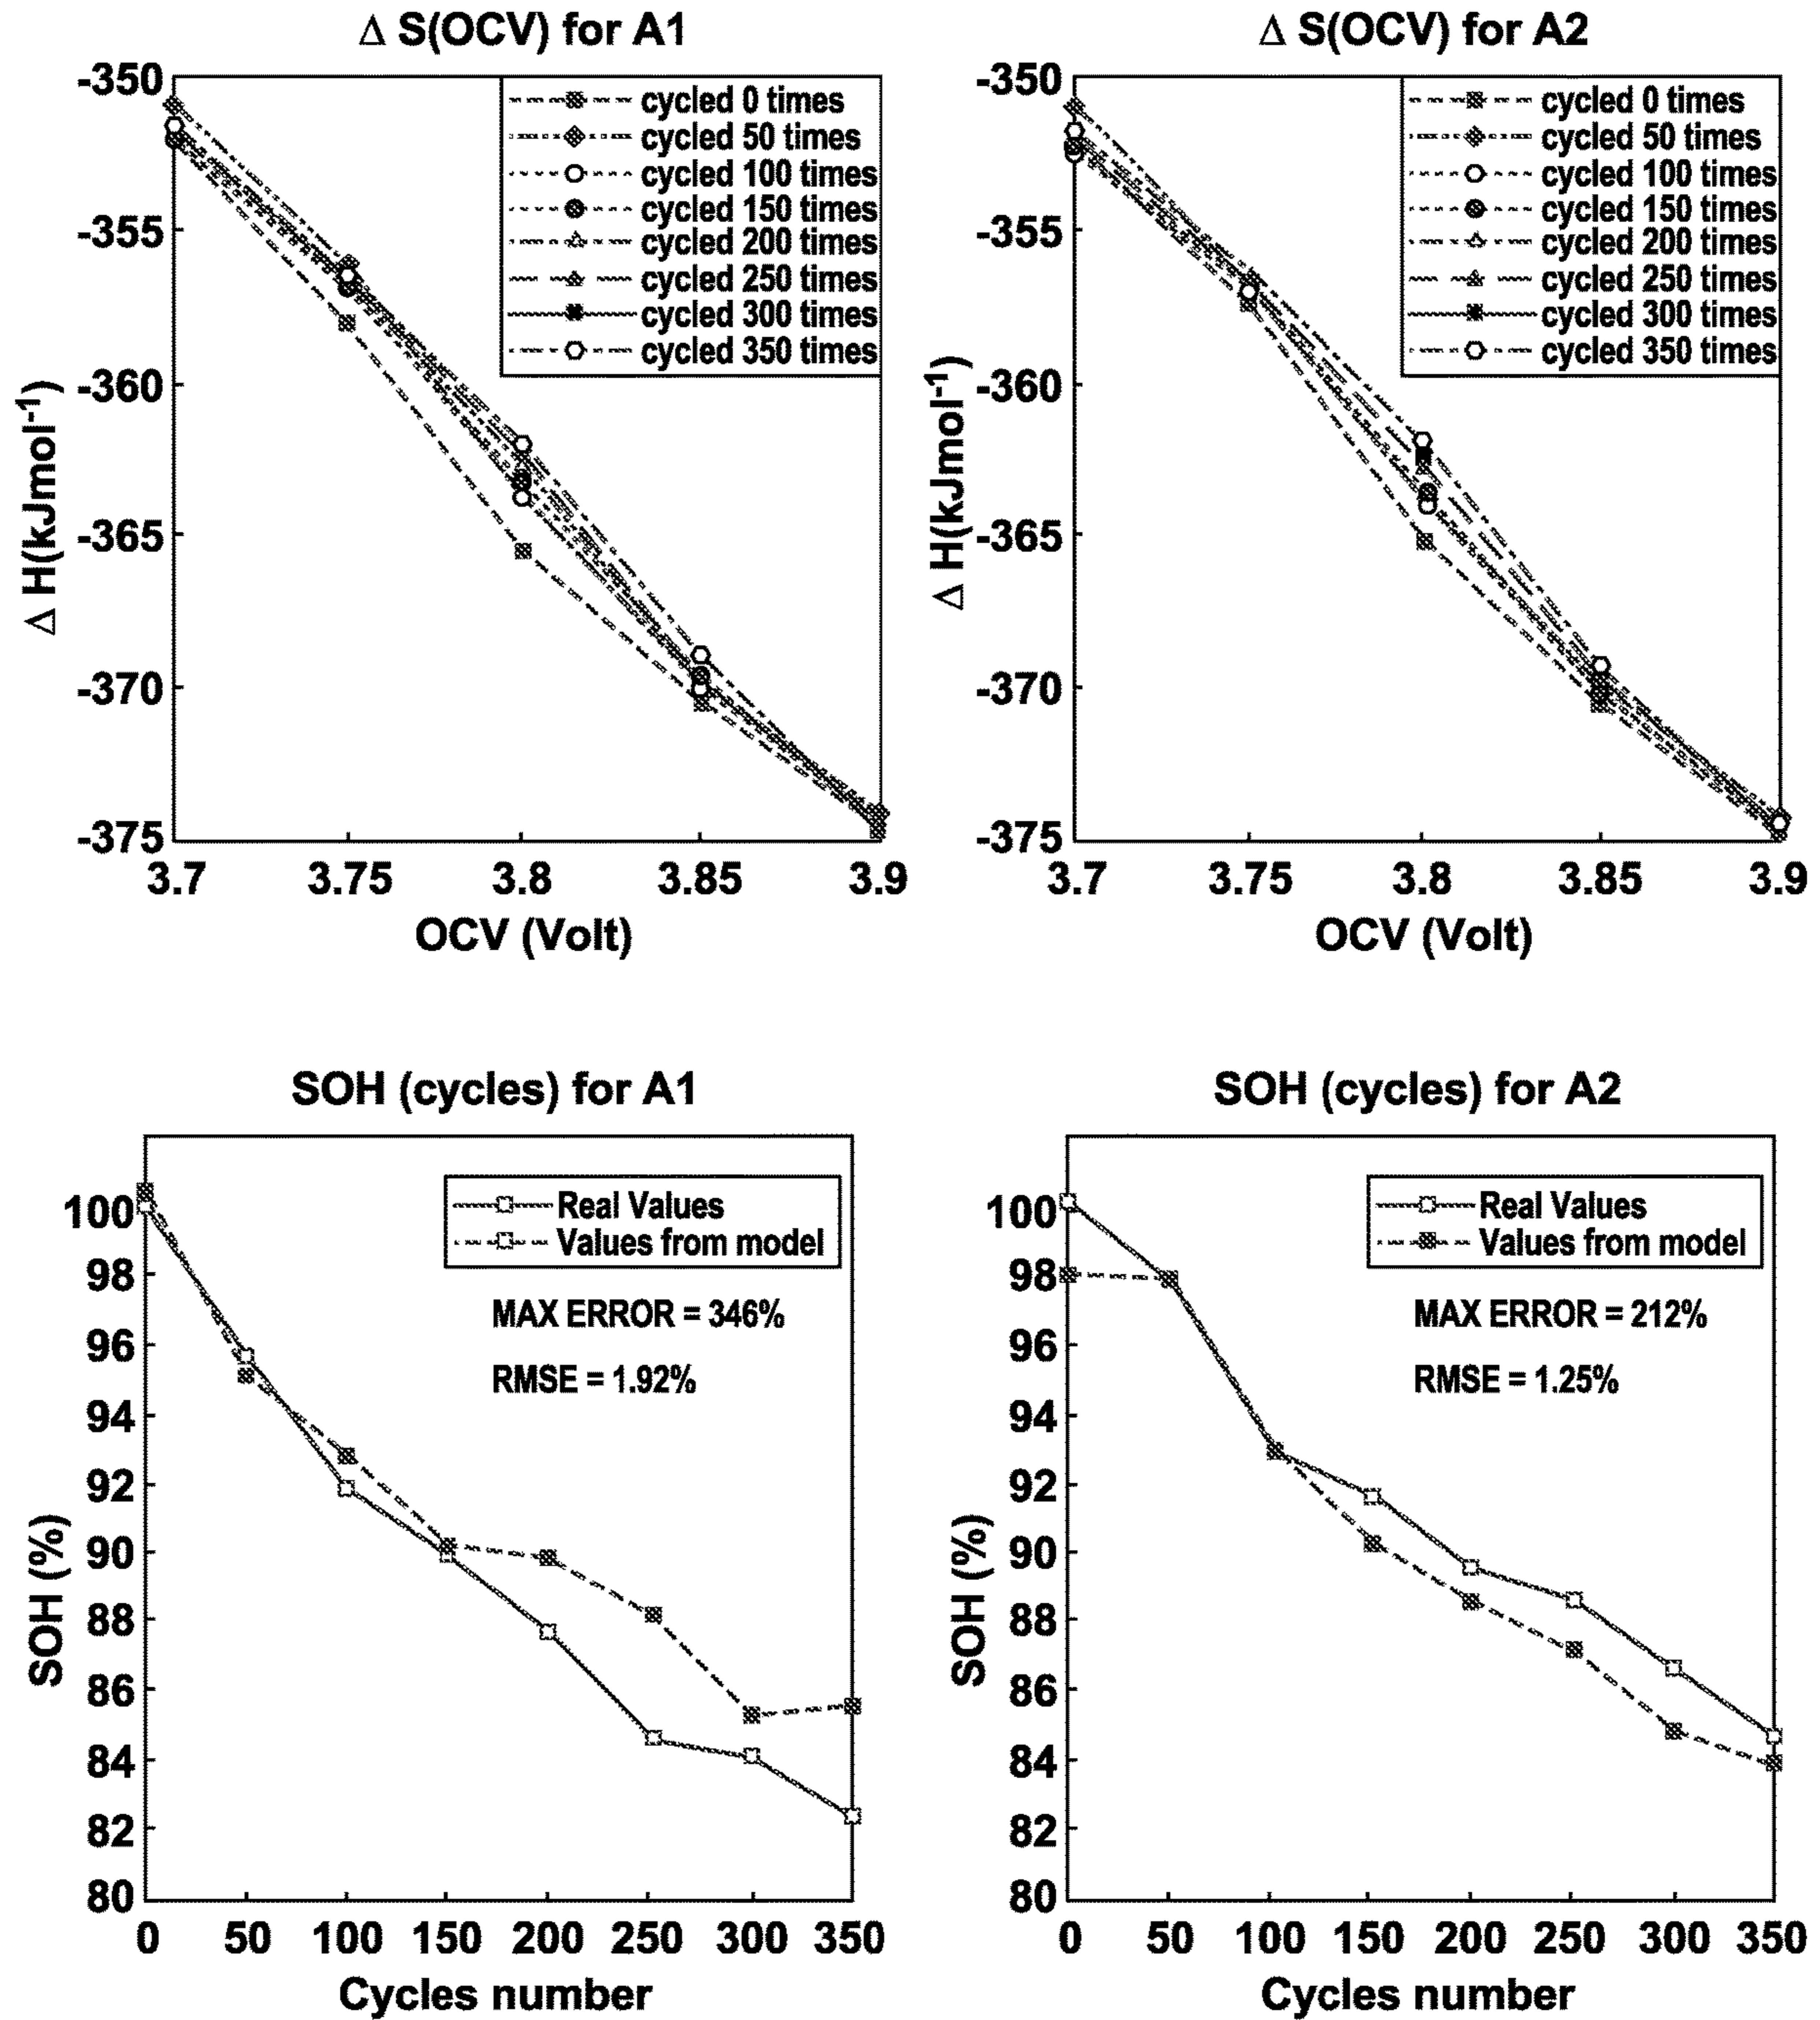 Δ S(OCV) for A1
-350
-355
-360
-365
-370
-375
Δ H(kJmol-1)
cycled 0 times
cycled 50 times
cycled 100 times
cycled 150 times
cycled 200 times
cycled 250 times
cycled 300 times
cycled 350 times
3.7 3.75 3.8 3.85 3.9
OCV (Volt)
Δ S(OCV) for A2
-350
-355
-360
-365
-370
-375
Δ H(kJmol-1)
cycled 0 times
cycled 50 times
cycled 100 times
cycled 150 times
cycled 200 times
cycled 250 times
cycled 300 times
cycled 350 times
3.7 3.75 3.8 3.85 3.9
OCV (Volt)
SOH (cycles) for A1
100
98
96
94
92
90
88
86
84
82
80
SOH (%)
Real Values
Values from model
MAX ERROR = 346%
RMSE = 1.92%
0 50 100 150 200 250 300 350
Cycles number
SOH (cycles) for A2
100
98
96
94
92
90
88
86
84
82
80
SOH (%)
Real Values
Values from model
MAX ERROR = 212%
RMSE = 1.25%
0 50 100 150 200 250 300 350
Cycles number